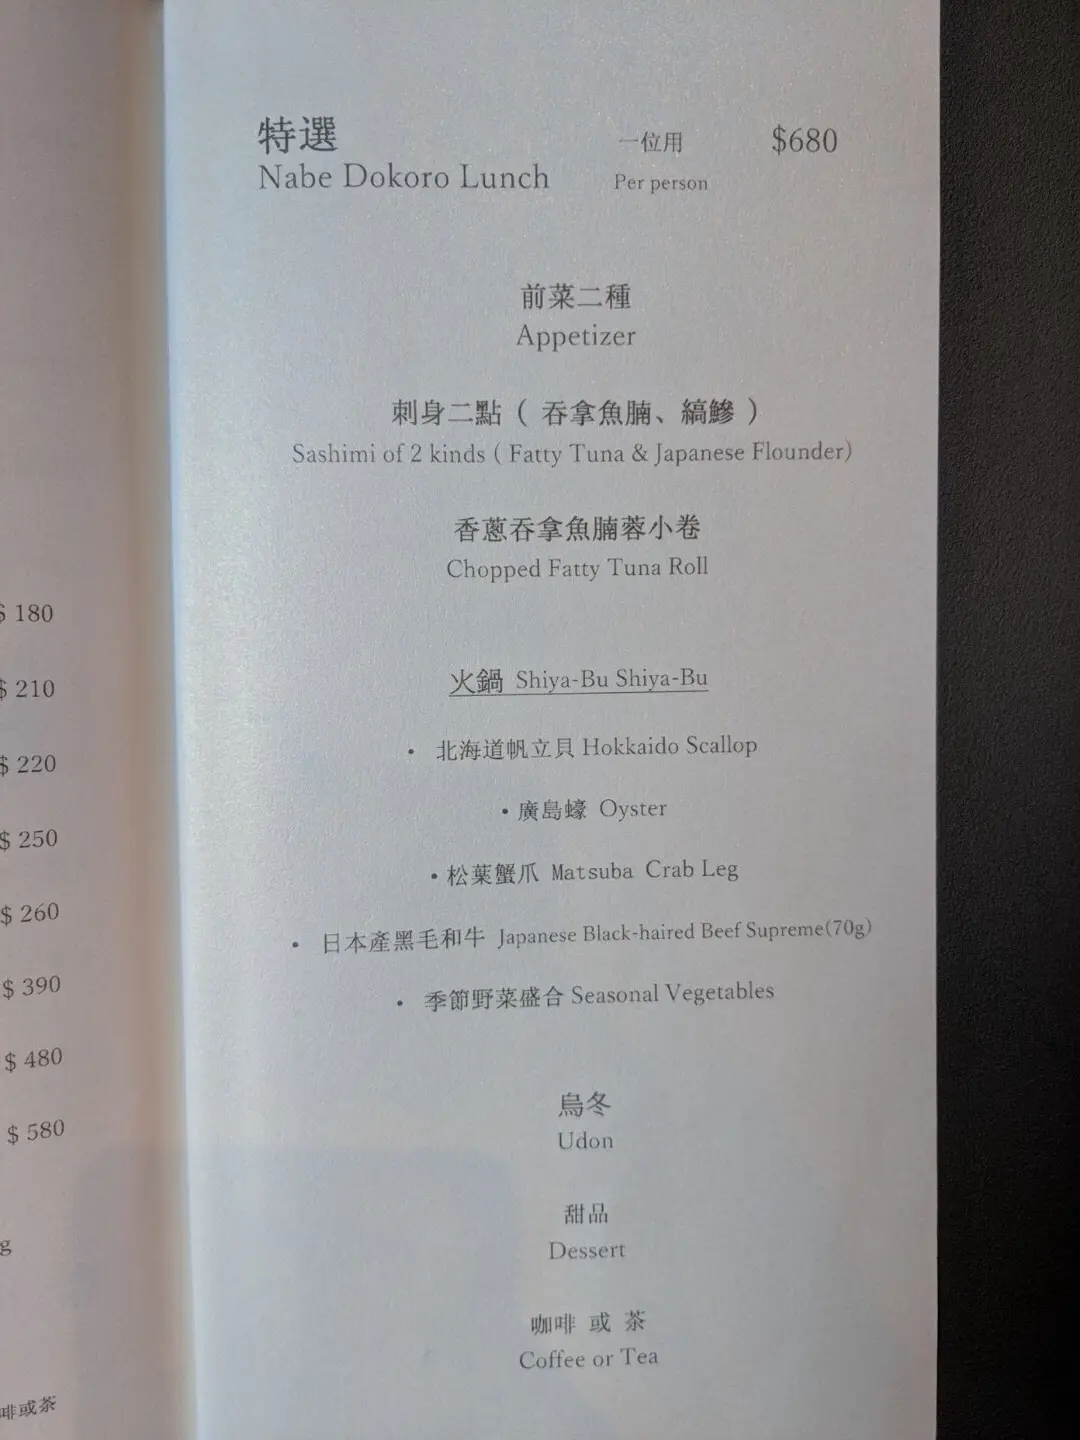 $ 180
$ 210
$ 220
$ 250
$ 260
$ 390
$ 480
$ 580
g
啡或茶
特選 一位用 $680
Nabe Dokoro Lunch Per person
前菜二種
Appetizer
刺身二點 ( 吞拿魚腩、縞鰺 )
Sashimi of 2 kinds ( Fatty Tuna & Japanese Flounder)
香蔥吞拿魚腩蓉小卷
Chopped Fatty Tuna Roll
火鍋 Shiya-Bu Shiya-Bu
• 北海道帆立貝 Hokkaido Scallop
• 廣島蠔 Oyster
• 松葉蟹爪 Matsuba Crab Leg
• 日本產黑毛和牛 Japanese Black-haired Beef Supreme(70g)
• 季節野菜盛合 Seasonal Vegetables
烏冬
Udon
甜品
Dessert
咖啡 或 茶
Coffee or Tea